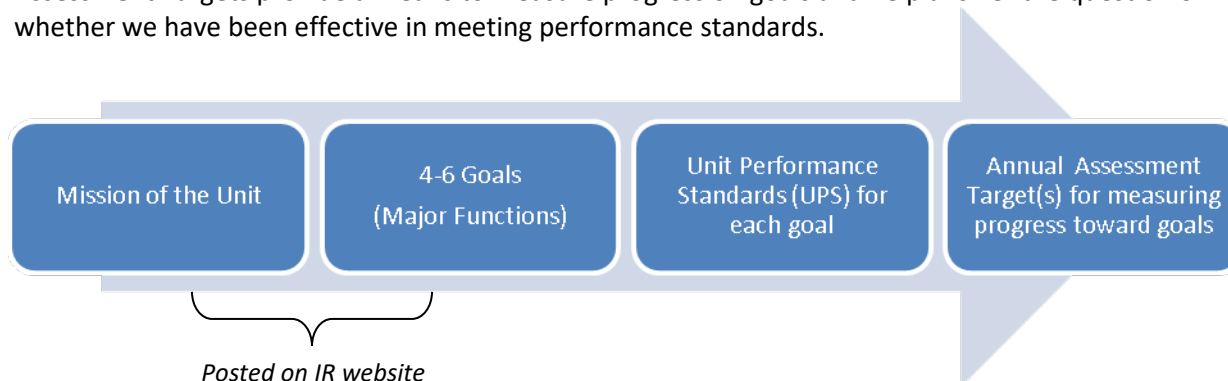 whether we have been effective in meeting performance standards.
Mission of the Unit
4-6 Goals
(Major Functions)
Unit Performance
Standards (UPS) for
each goal
Annual Assessment
Target(s) for measuring
progress toward goals
Posted on IR website